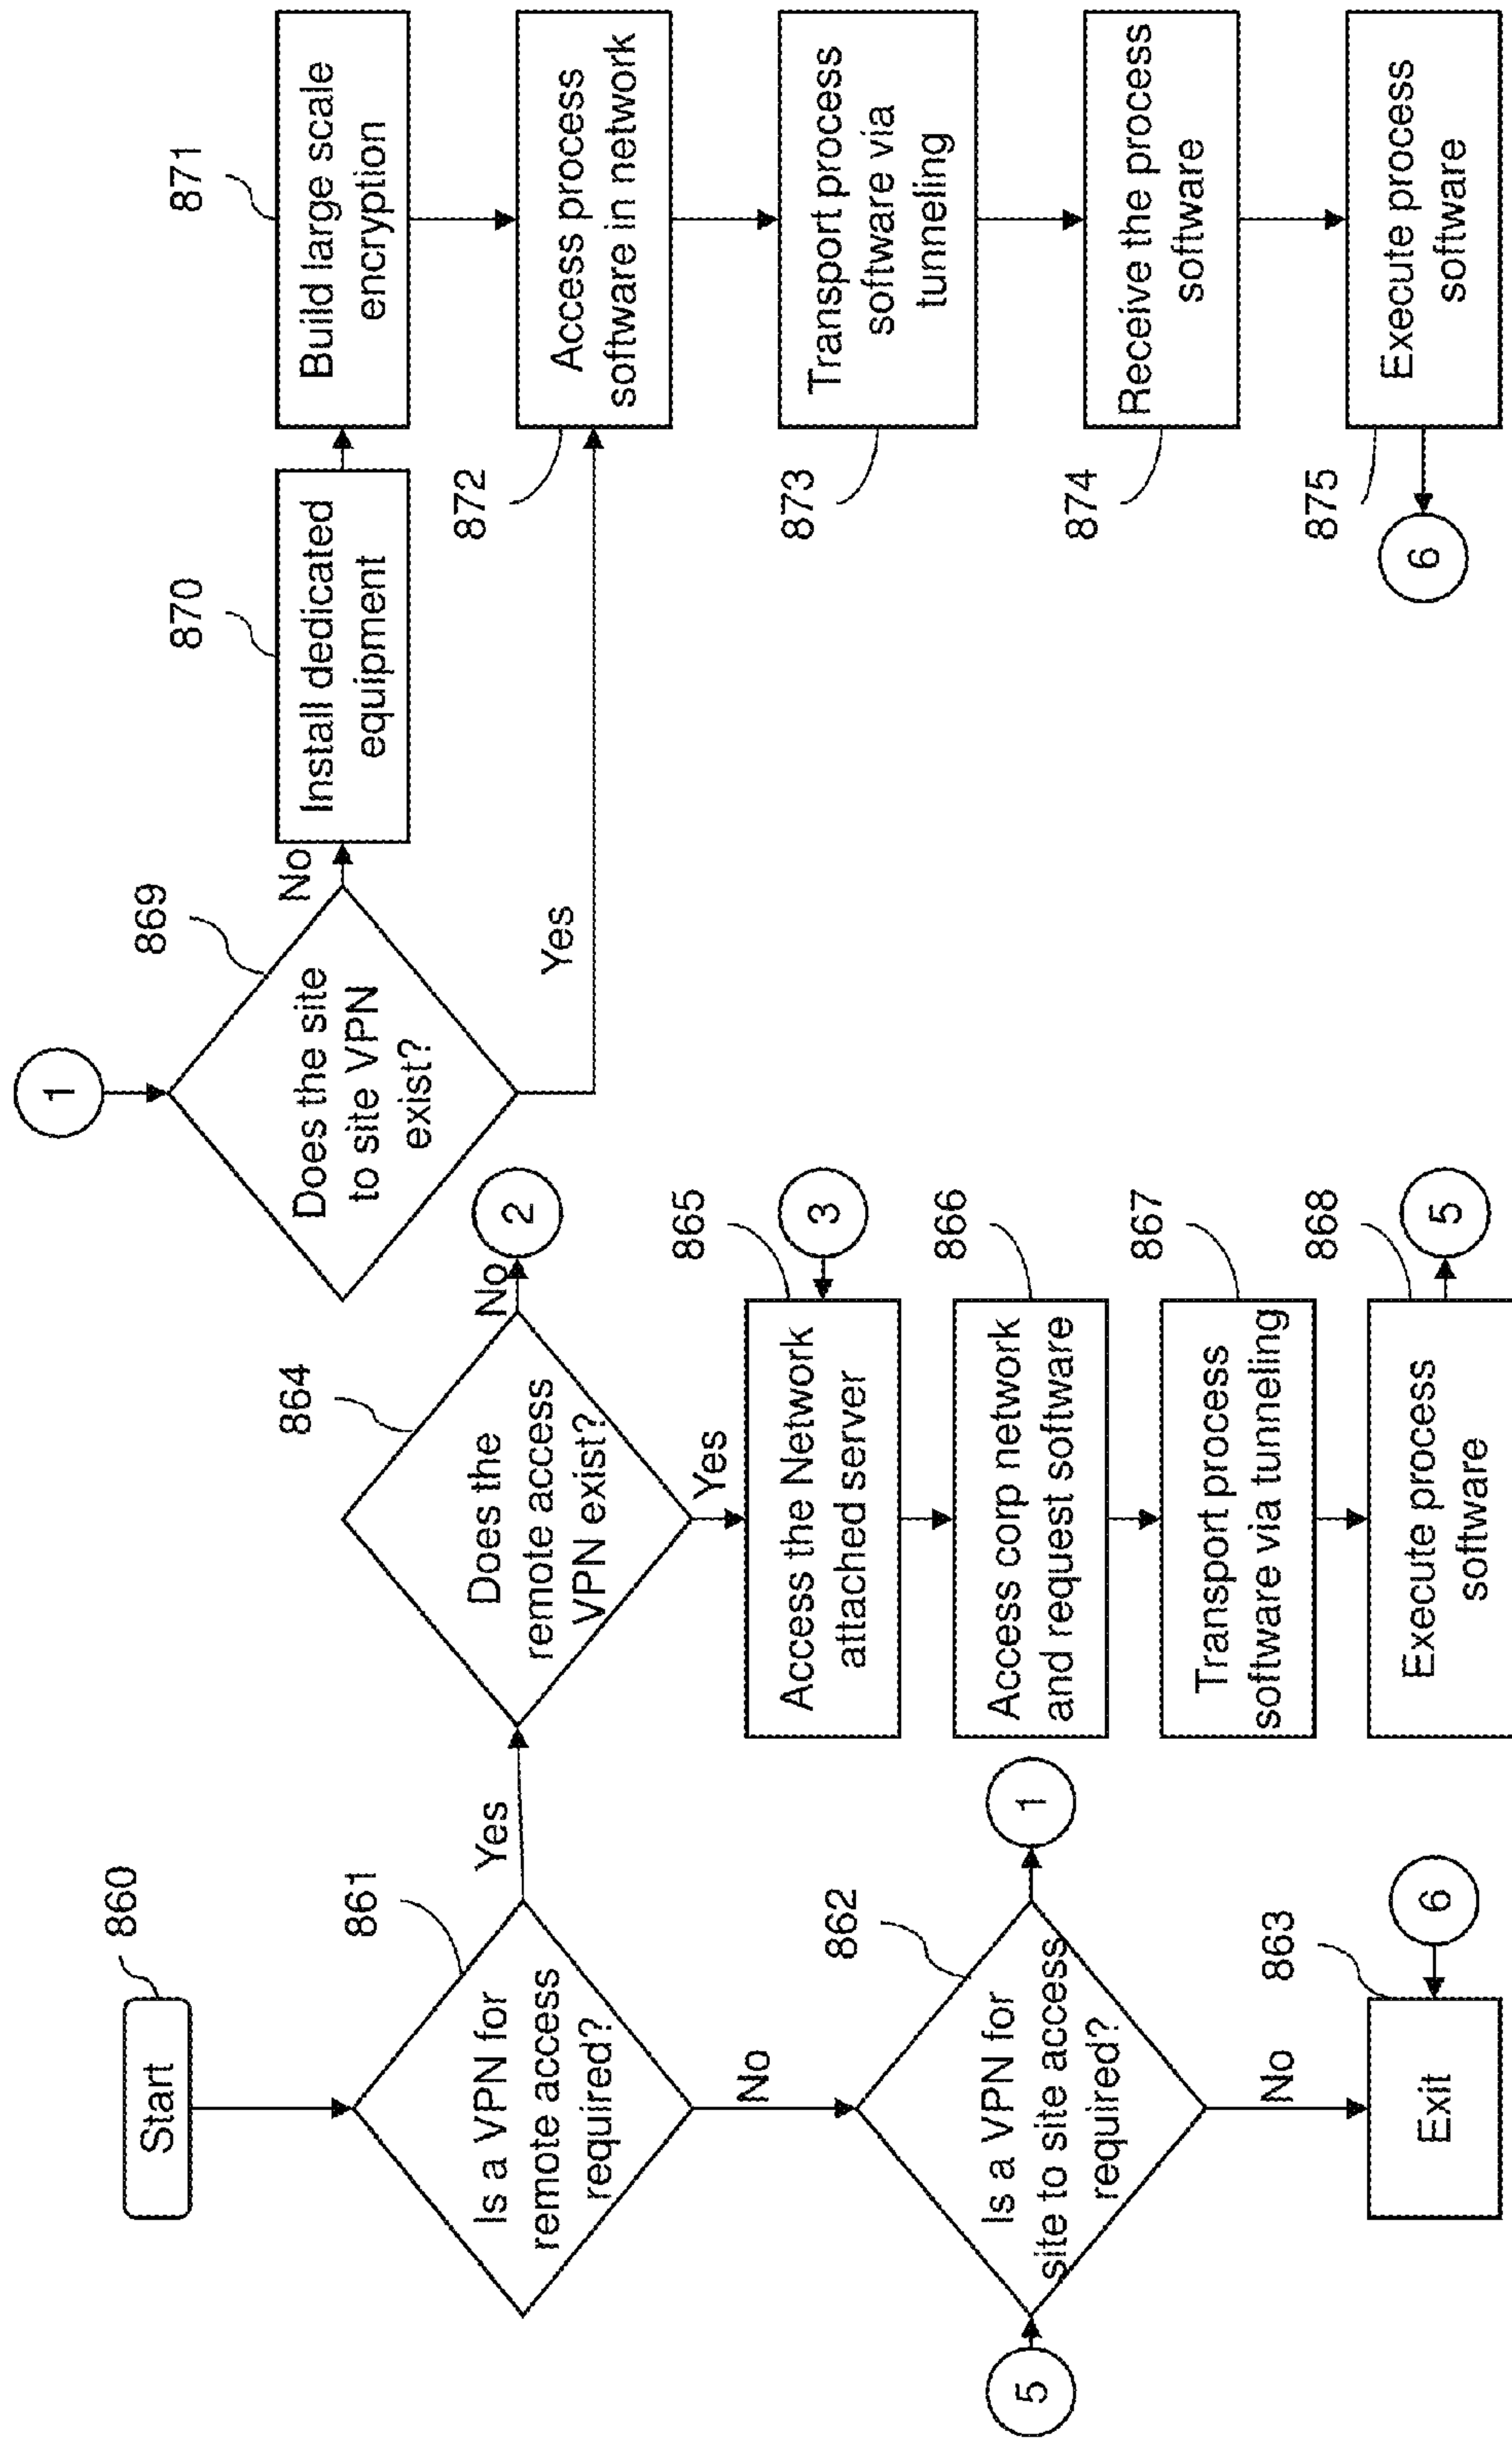 860
Start
861
Is a VPN for
remote access
required?
Yes
No
862
Is a VPN for
site to site access
required?
5
1
No
863
Exit
6
864
Does the
remote access
VPN exist?
No
2
Yes
865
Access the Network
attached server
3
866
Access corp network
and request software
867
Transport process
software via tunneling
868
Execute process
software
5
1
869
Does the site
to site VPN
exist?
No
Yes
870
Install dedicated
equipment
871
Build large scale
encryption
872
Access process
software in network
873
Transport process
software via
tunneling
874
Receive the process
software
875
Execute process
software
6